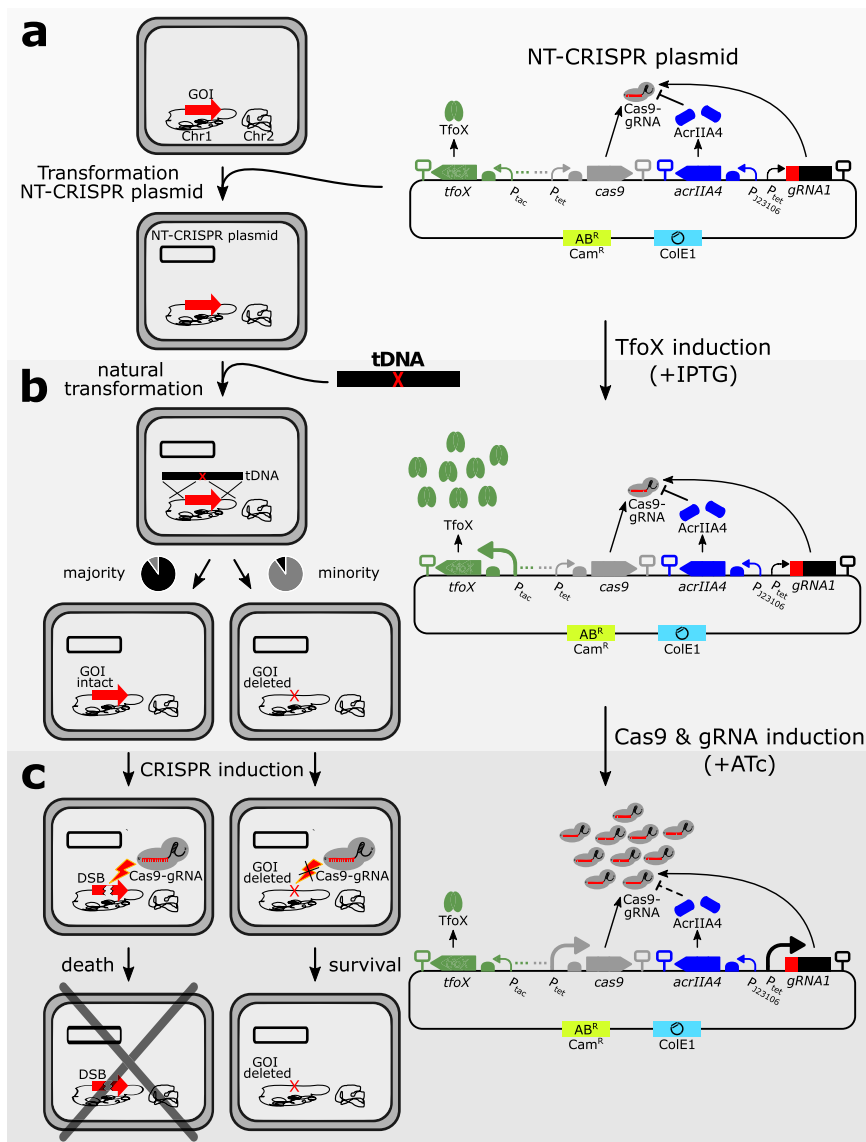 a
GOI
Chr1
Chr2
Transformation
NT-CRISPR plasmid
NT-CRISPR plasmid
NT-CRISPR plasmid
TfoX
Cas9-
gRNA
AcrIIA4
tfoX
Ptac
Ptet
cas9
acrIIA4
PJ23106
Ptet
gRNA1
ABR
CamR
ColE1
TfoX induction
(+IPTG)
b
natural
transformation
tDNA
X
X
tDNA
majority
minority
GOI
intact
GOI
deleted
X
TfoX
Cas9-
gRNA
AcrIIA4
tfoX
Ptac
Ptet
cas9
acrIIA4
PJ23106
Ptet
gRNA1
ABR
CamR
ColE1
Cas9 & gRNA induction
(+ATc)
c
CRISPR induction
DSB
Cas9-gRNA
GOI
deleted
X
Cas9-gRNA
death
survival
DSB
GOI
deleted
X
TfoX
Cas9-
gRNA
AcrIIA4
tfoX
Ptac
Ptet
cas9
acrIIA4
PJ23106
Ptet
gRNA1
ABR
CamR
ColE1